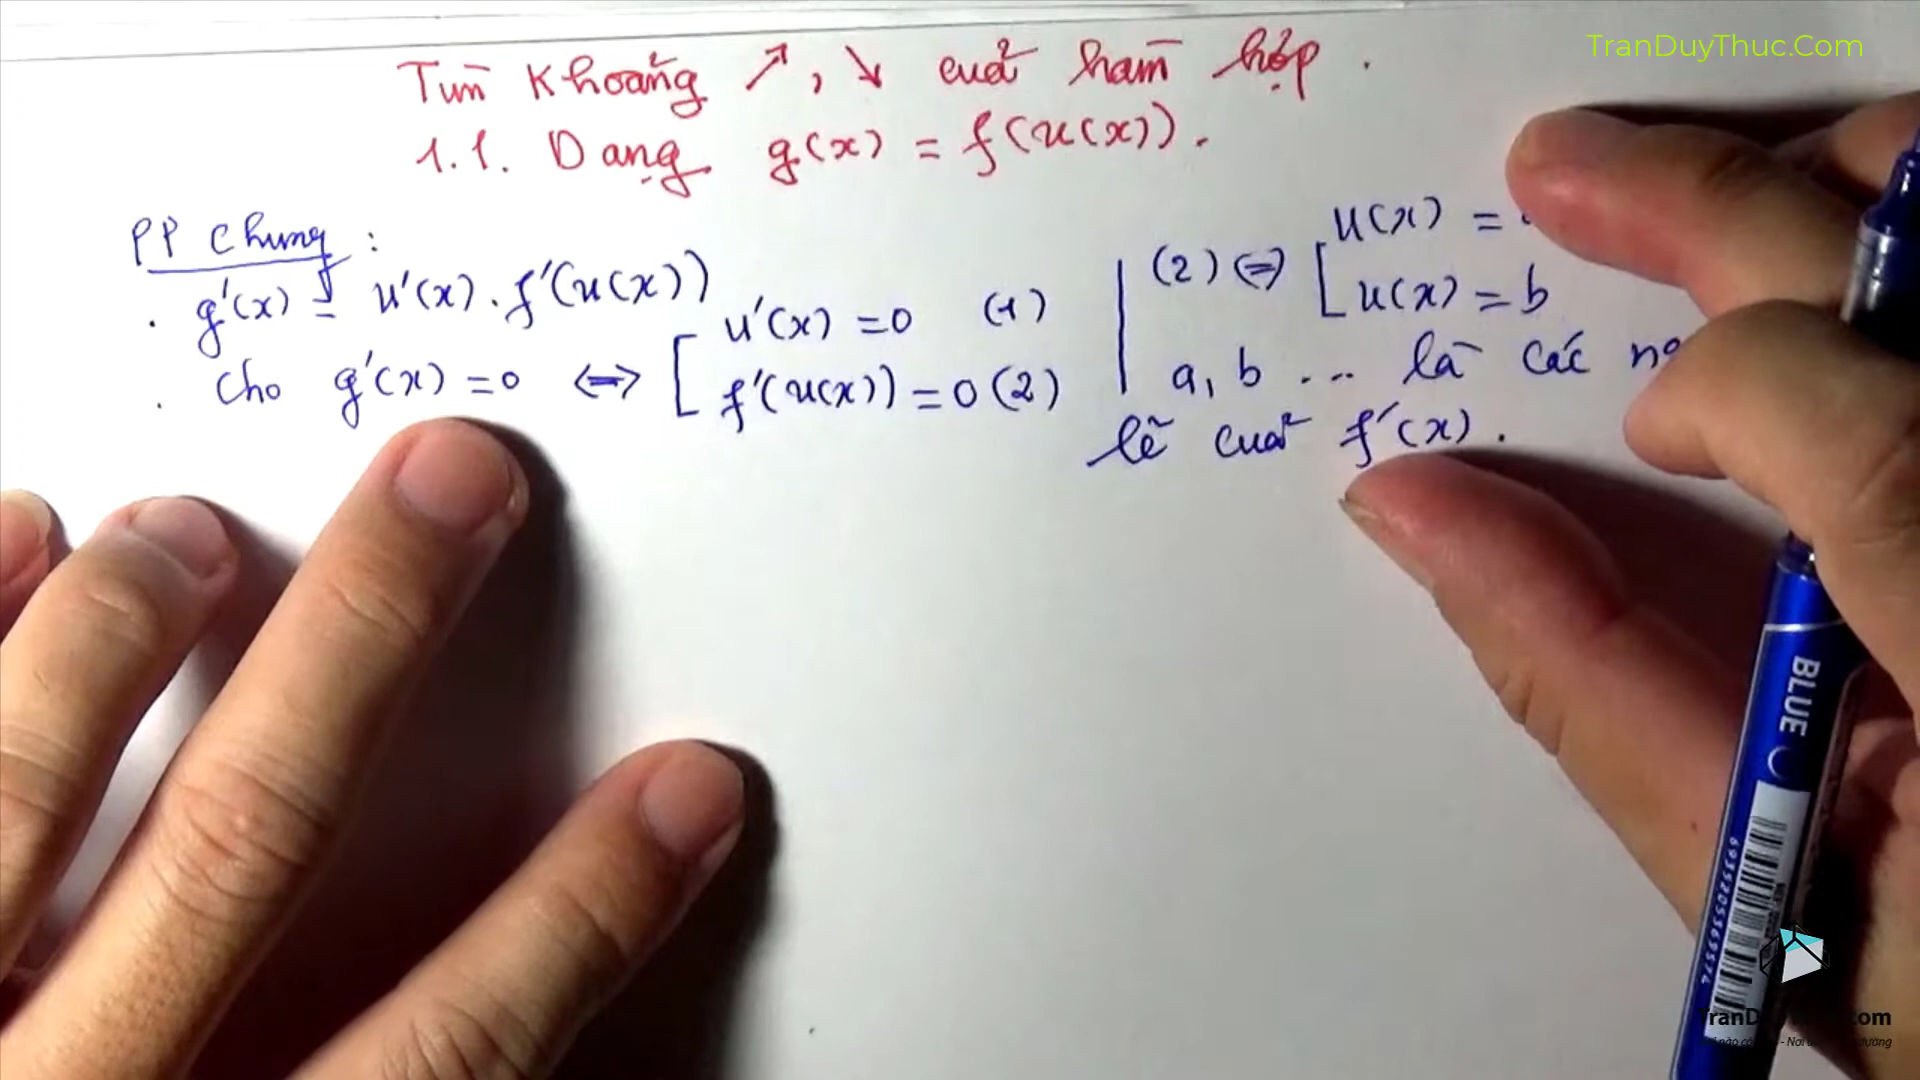 TranDuyThuc.Com
Tìm Khoảng ↗, ↘ của hàm hợp.
1.1. Dạng g(x) = f(u(x)).
PP Chung :
. g'(x) = u'(x) . f'(u(x))
. Cho g'(x) = 0 <=> [ u'(x) = 0 (1)
f'(u(x)) = 0 (2)
(2) <=> [ u(x) =
u(x) = b
a, b ... là các
lẻ của f'(x).
BLUE